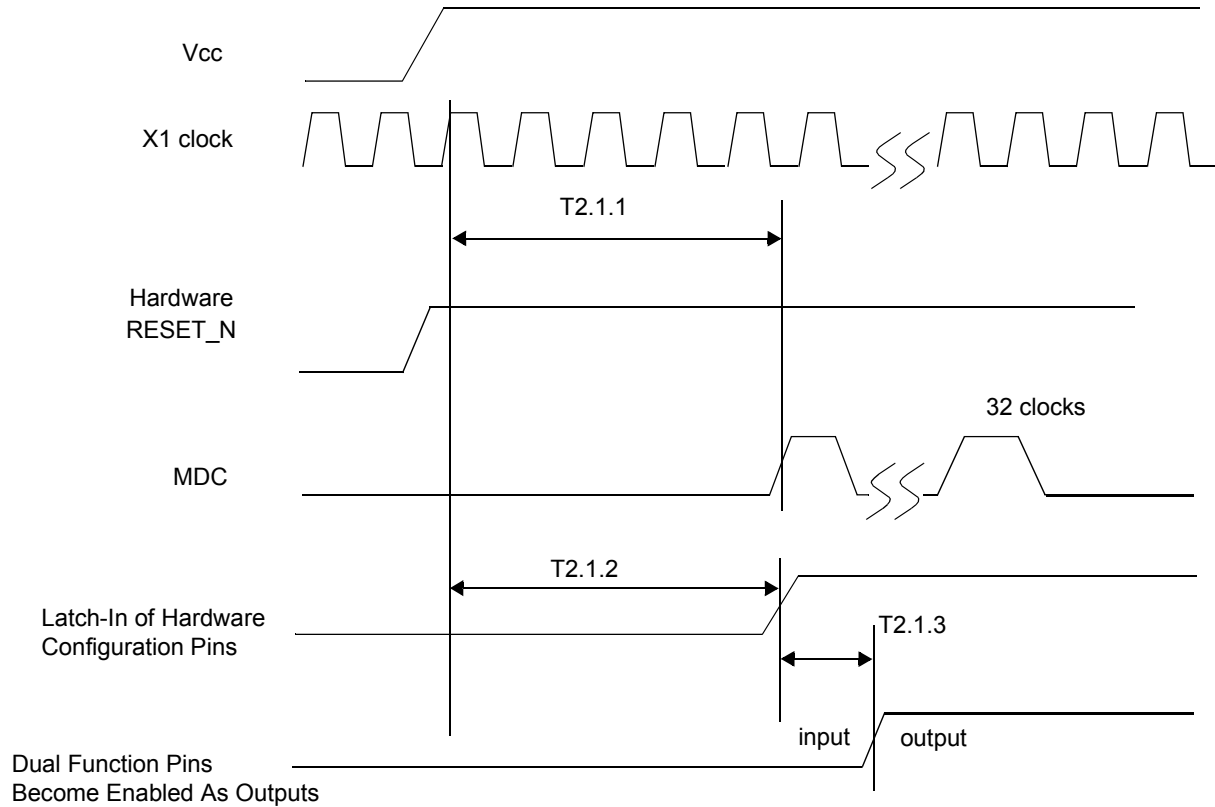 Vcc
X1 clock
T2.1.1
Hardware
RESET_N
32 clocks
MDC
T2.1.2
Latch-In of Hardware
Configuration Pins
T2.1.3
input
output
Dual Function Pins
Become Enabled As Outputs